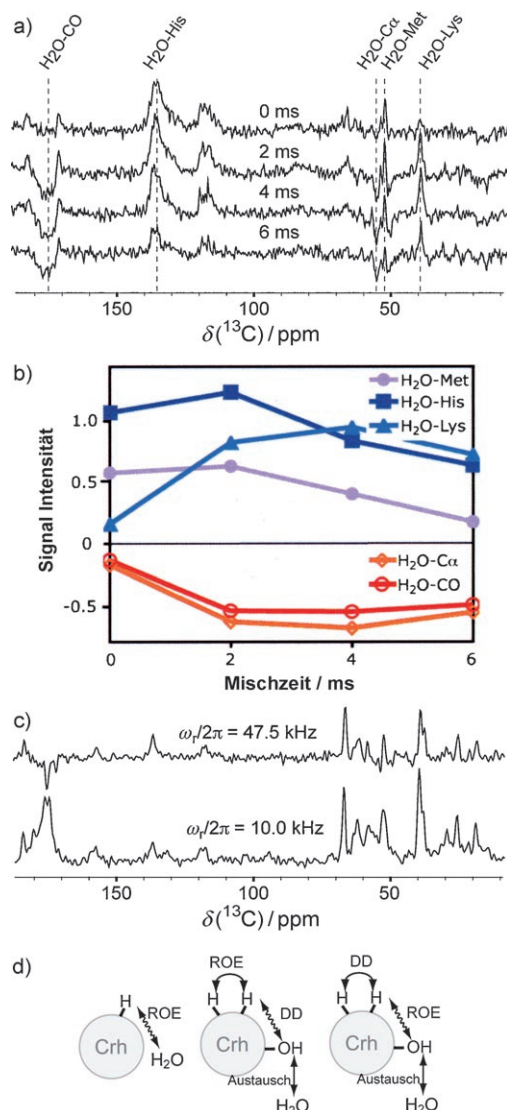 a)
H2O-CO
H2O-His
H2O-Cα
H2O-Met
H2O-Lys
0 ms
2 ms
4 ms
6 ms
150 100 50
δ(¹³C) / ppm
b)
H₂O-Met
H₂O-His
H₂O-Lys
1.0
0.5
0
-0.5
Signal Intensität
H₂O-Cα
H₂O-CO
0 2 4 6
Mischzeit / ms
c)
ωr/2π = 47.5 kHz
ωr/2π = 10.0 kHz
150 100 50
δ(¹³C) / ppm
d)
H
ROE
Crh
H₂O
ROE
H H
DD
Crh
OH
Austausch
H₂O
DD
H H
ROE
Crh
OH
Austausch
H₂O